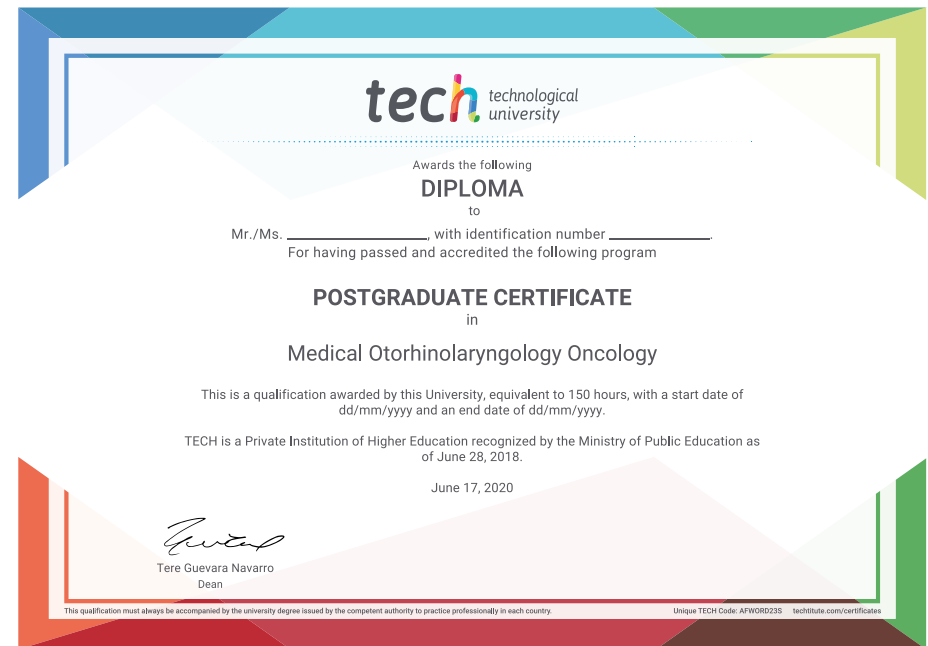 tech technological
university
Awards the following
DIPLOMA
to
Mr./Ms. ____________________, with identification number ______________.
For having passed and accredited the following program
POSTGRADUATE CERTIFICATE
in
Medical Otorhinolaryngology Oncology
This is a qualification awarded by this University, equivalent to 150 hours, with a start date of
dd/mm/yyyy and an end date of dd/mm/yyyy.
TECH is a Private Institution of Higher Education recognized by the Ministry of Public Education as
of June 28, 2018.
June 17, 2020
Tere Guevara Navarro
Dean
This qualification must always be accompanied by the university degree issued by the competent authority to practice professionally in each country.
Unique TECH Code: AFWORD23S techtitute.com/certificates